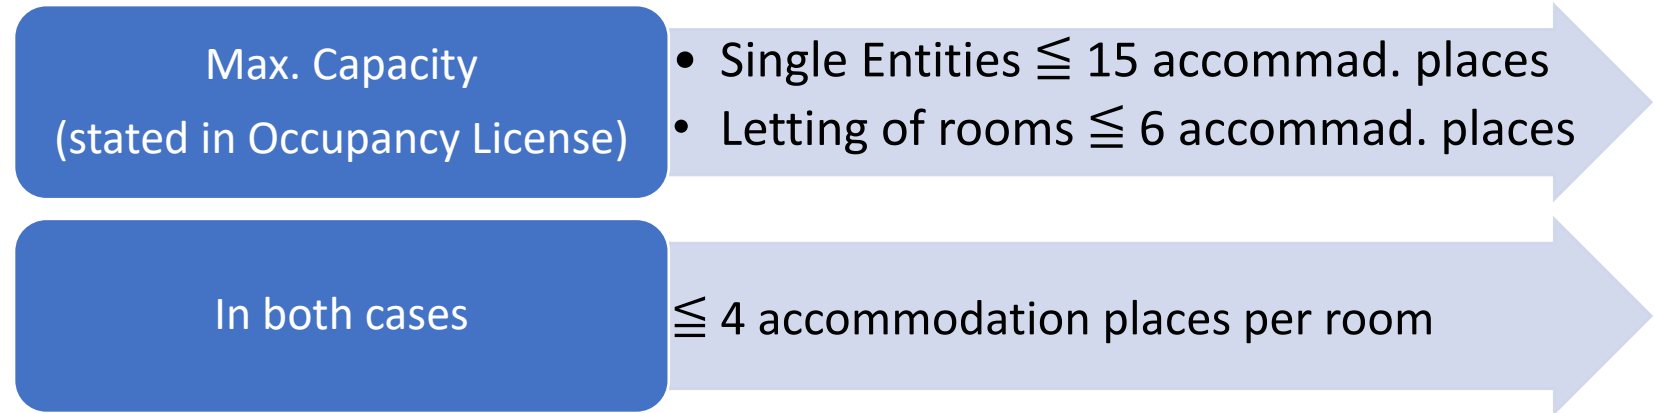 Max. Capacity
(stated in Occupancy License)
• Single Entities ≦ 15 accommad. places
• Letting of rooms ≦ 6 accommad. places
In both cases
≦ 4 accommodation places per room